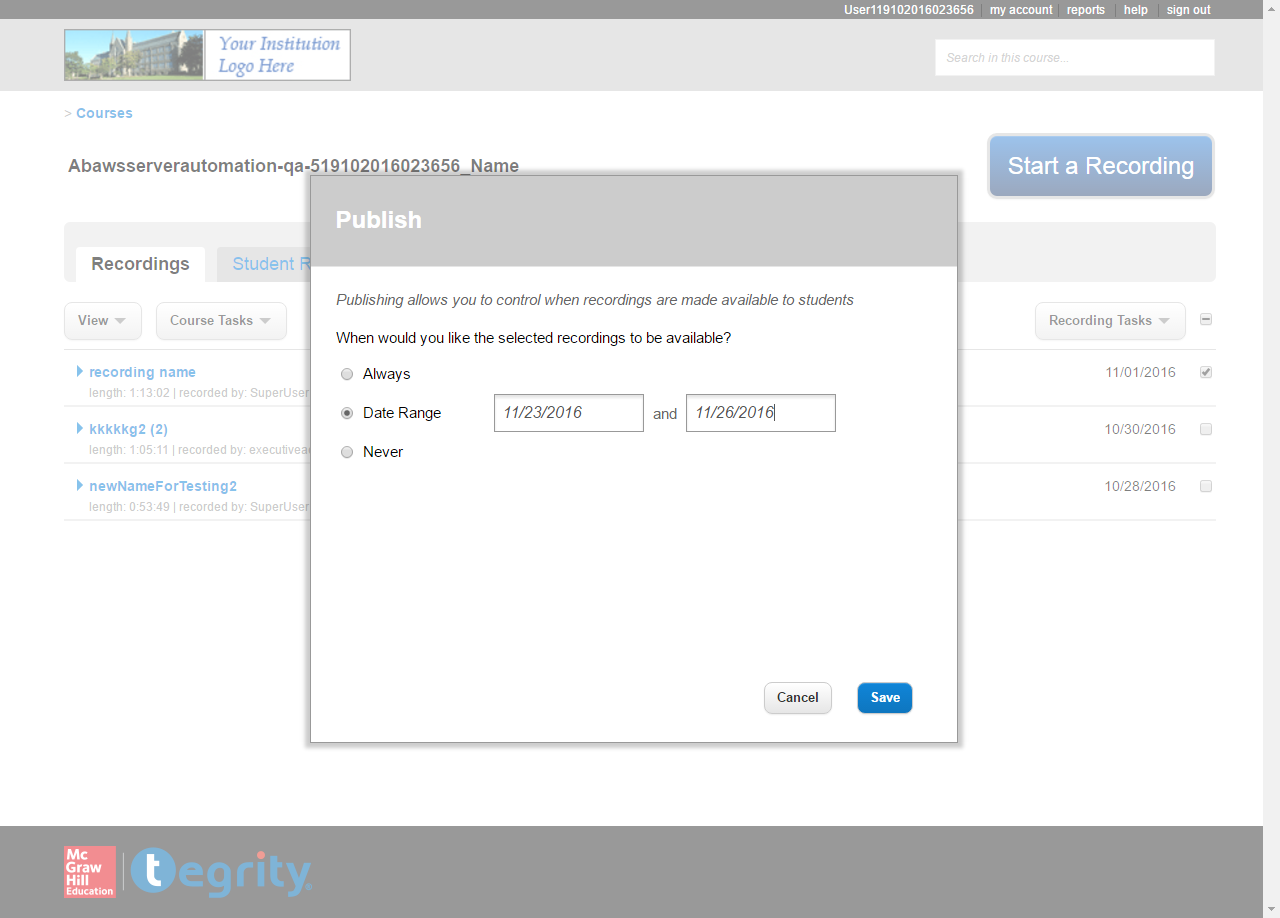 User119102016023656 | my account | reports | help | sign out
Your Institution
Logo Here
Search in this course...
> Courses
Abawsserverautomation-qa-519102016023656_Name
Start a Recording
Publish
Recordings
Student R
Publishing allows you to control when recordings are made available to students
View
Course Tasks
Recording Tasks
When would you like the selected recordings to be available?
recording name
11/01/2016
length: 1:13:02 | recorded by: SuperUser
Always
Date Range 11/23/2016 and 11/26/2016
kkkkkg2 (2)
10/30/2016
length: 1:05:11 | recorded by: executivea
Never
newNameForTesting2
10/28/2016
length: 0:53:49 | recorded by: SuperUser
Cancel
Save
Mc
Graw
Hill
Education
tegrity